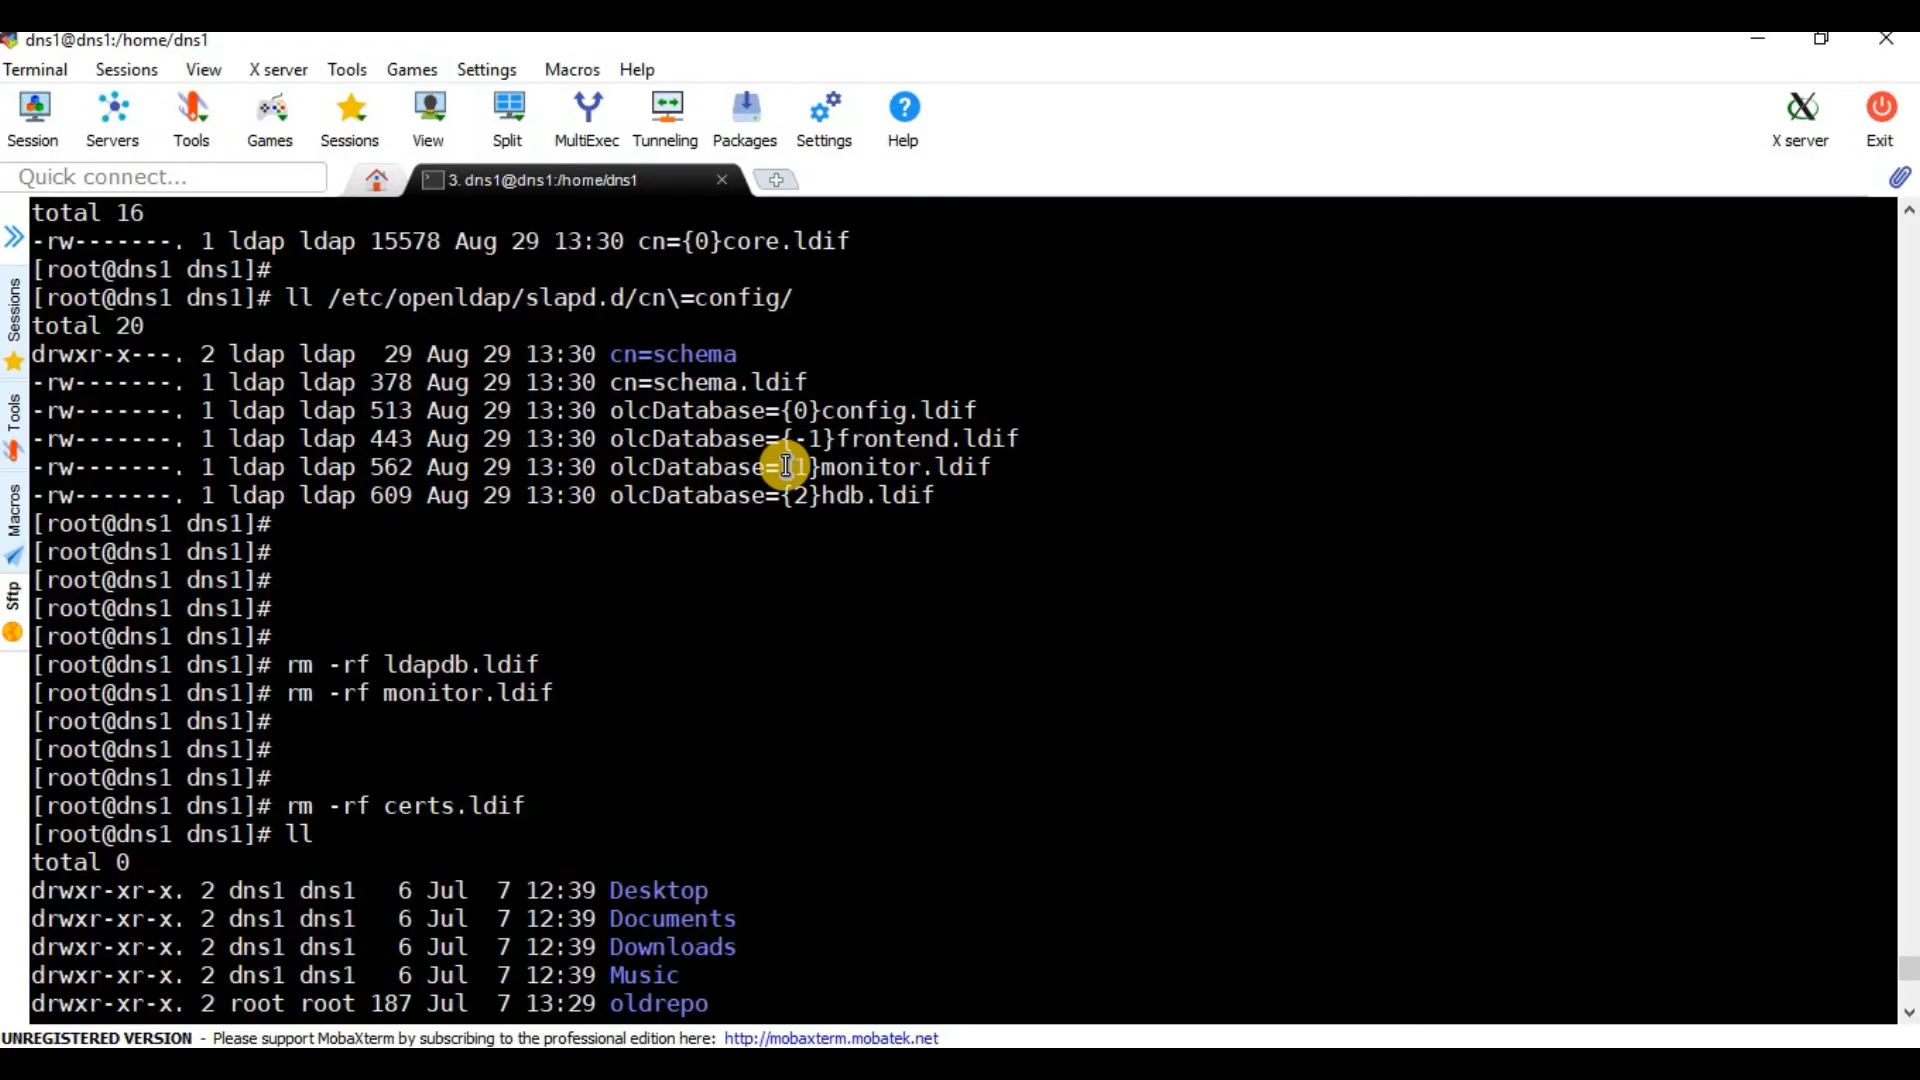 dns1@dns1:/home/dns1
Terminal Sessions View X server Tools Games Settings Macros Help
Session Servers Tools Games Sessions View Split MultiExec Tunneling Packages Settings Help X server Exit
Quick connect... 3. dns1@dns1:/home/dns1
Sessions
Tools
Macros
Sftp
total 16
-rw-------. 1 ldap ldap 15578 Aug 29 13:30 cn={0}core.ldif
[root@dns1 dns1]#
[root@dns1 dns1]# ll /etc/openldap/slapd.d/cn\=config/
total 20
drwxr-x---. 2 ldap ldap  29 Aug 29 13:30 cn=schema
-rw-------. 1 ldap ldap 378 Aug 29 13:30 cn=schema.ldif
-rw-------. 1 ldap ldap 513 Aug 29 13:30 olcDatabase={0}config.ldif
-rw-------. 1 ldap ldap 443 Aug 29 13:30 olcDatabase={-1}frontend.ldif
-rw-------. 1 ldap ldap 562 Aug 29 13:30 olcDatabase={1}monitor.ldif
-rw-------. 1 ldap ldap 609 Aug 29 13:30 olcDatabase={2}hdb.ldif
[root@dns1 dns1]#
[root@dns1 dns1]#
[root@dns1 dns1]#
[root@dns1 dns1]#
[root@dns1 dns1]#
[root@dns1 dns1]# rm -rf ldapdb.ldif
[root@dns1 dns1]# rm -rf monitor.ldif
[root@dns1 dns1]#
[root@dns1 dns1]#
[root@dns1 dns1]#
[root@dns1 dns1]# rm -rf certs.ldif
[root@dns1 dns1]# ll
total 0
drwxr-xr-x. 2 dns1 dns1   6 Jul  7 12:39 Desktop
drwxr-xr-x. 2 dns1 dns1   6 Jul  7 12:39 Documents
drwxr-xr-x. 2 dns1 dns1   6 Jul  7 12:39 Downloads
drwxr-xr-x. 2 dns1 dns1   6 Jul  7 12:39 Music
drwxr-xr-x. 2 root root 187 Jul  7 13:29 oldrepo
UNREGISTERED VERSION - Please support MobaXterm by subscribing to the professional edition here: http://mobaxterm.mobatek.net